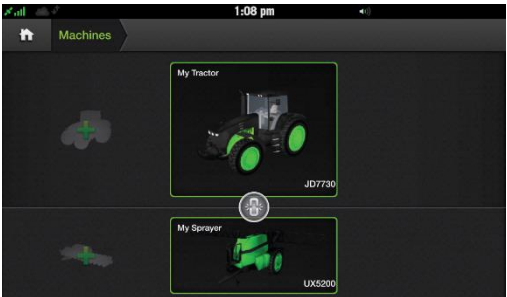 1:08 pm
Machines
My Tractor
JD7730
My Sprayer
UX5200